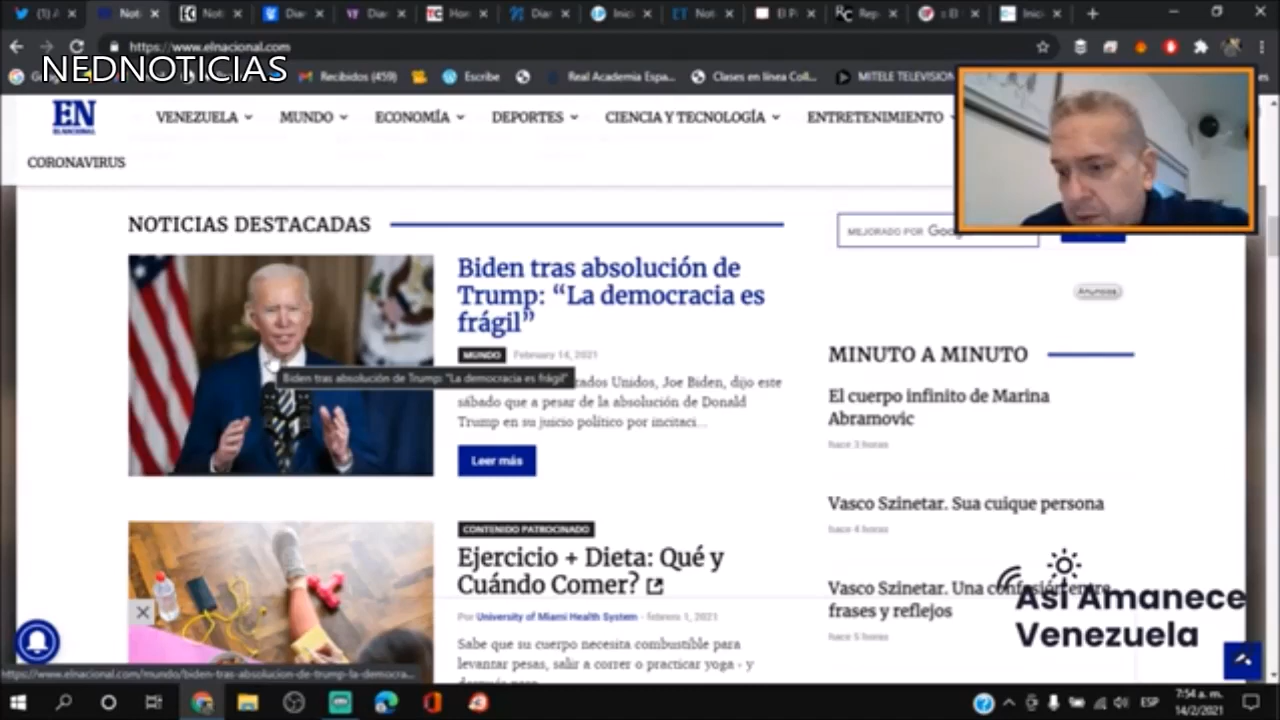 https://www.elnacional.com
NEDNOTICIAS
Recibidos (459)
Escribe
Real Academia Espa...
Clases en línea Coll...
MITELE TELEVISION
EN
EL NACIONAL
VENEZUELA
MUNDO
ECONOMÍA
DEPORTES
CIENCIA Y TECNOLOGÍA
ENTRETENIMIENTO
CORONAVIRUS
NOTICIAS DESTACADAS
Biden tras absolución de
Trump: “La democracia es
frágil”
MUNDO February 14, 2021
Biden tras absolución de Trump: “La democracia es frágil”
tados Unidos, Joe Biden, dijo este
sábado que a pesar de la absolución de Donald
Trump en su juicio político por incitaci...
Leer más
CONTENIDO PATROCINADO
Ejercicio + Dieta: Qué y
Cuándo Comer?
Por University of Miami Health System - febrero 1, 2021
Sabe que su cuerpo necesita combustible para
levantar pesas, salir a correr o practicar yoga - y
MEJORADO POR Goog
Anuncios
MINUTO A MINUTO
El cuerpo infinito de Marina
Abramovic
hace 3 horas
Vasco Szinetar. Sua cuique persona
hace 4 horas
Vasco Szinetar. Una confusión entre
frases y reflejos
hace 5 horas
Así Amanece
Venezuela
https://www.elnacional.com/mundo/biden-tras-absolucion-de-trump-la-democra...
ESP
7:54 a. m.
14/2/2021